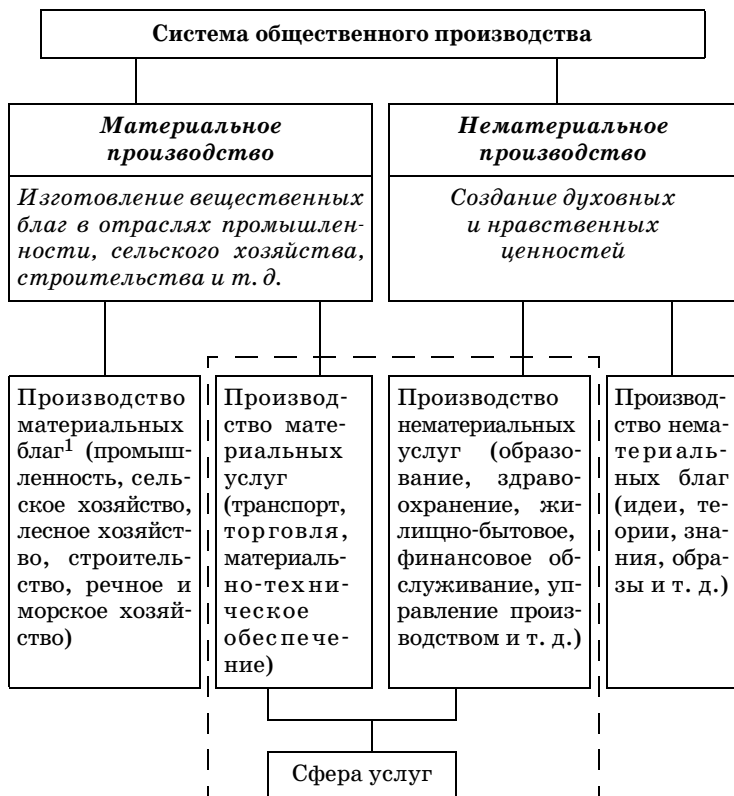 Система общественного производства
Материальное
производство
Изготовление вещественных
благ в отраслях промышлен-
ности, сельского хозяйства,
строительства и т. д.
Нематериальное
производство
Создание духовных
и нравственных
ценностей
Производство
материальных
благ¹ (промыш-
ленность, сель-
ское хозяйство,
лесное хозяйст-
во, строитель-
ство, речное и
морское хозяй-
ство)
Производ-
ство мате-
риальных
услуг
(транспорт,
торговля,
материаль-
но-техни-
ческое
обеспече-
ние)
Производство
нематериальных
услуг (образо-
вание, здраво-
охранение, жи-
лищно-бытовое,
финансовое об-
служивание, уп-
равление произ-
водством и т. д.)
Производ-
ство нема-
териаль-
ных благ
(идеи, те-
ории, зна-
ния, обра-
зы и т. д.)
Сфера услуг